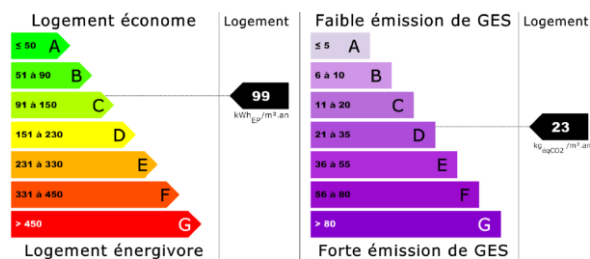 Logement économe
Logement
≤ 50 A
51 à 90 B
91 à 150 C
151 à 230 D
231 à 330 E
331 à 450 F
> 450 G
99
kWhEP/m³.an
Logement énergivore
Faible émission de GES
Logement
≤ 5 A
6 à 10 B
11 à 20 C
21 à 35 D
36 à 55 E
56 à 80 F
> 80 G
23
kgeqCO2/m³.an
Forte émission de GES